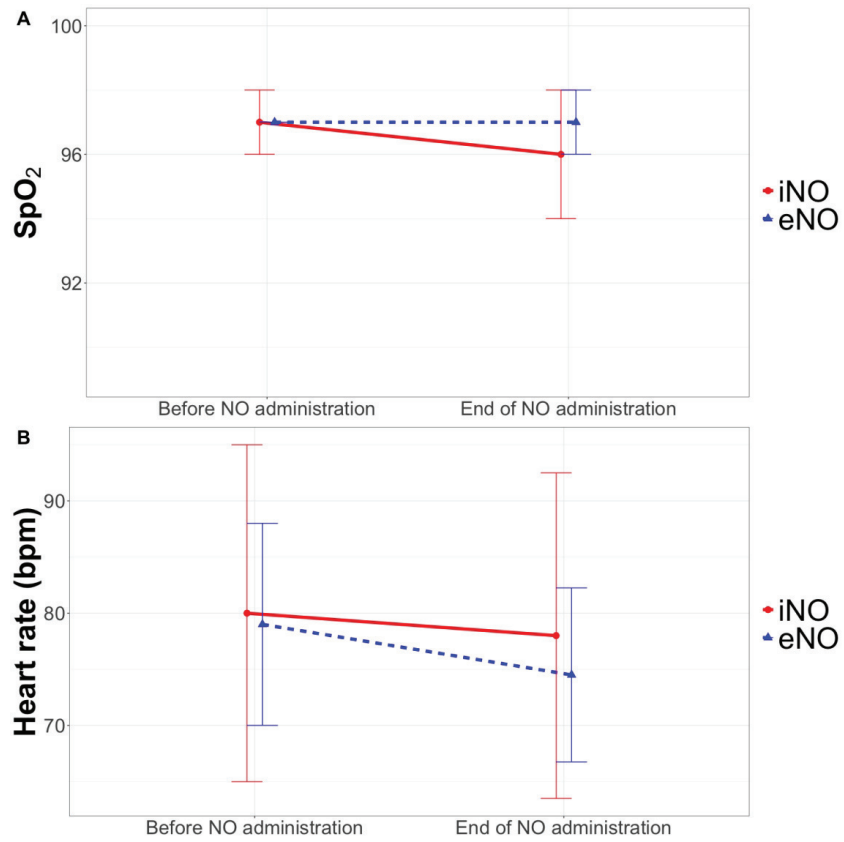 A
100
96
92
SpO₂
Before NO administration
End of NO administration
iNO
eNO
B
90
80
70
Heart rate (bpm)
Before NO administration
End of NO administration
iNO
eNO